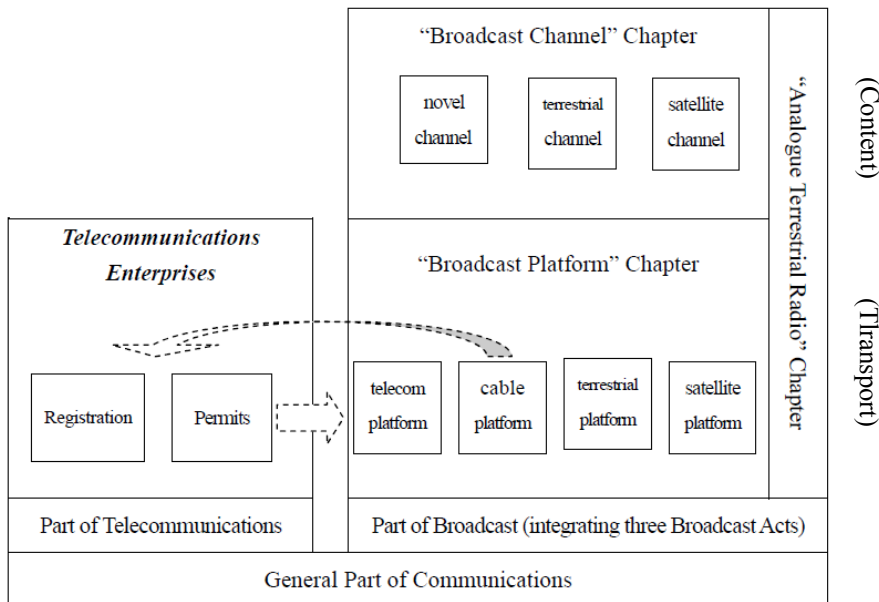 “Broadcast Channel” Chapter
novel
channel
terrestrial
channel
satellite
channel
“Analogue Terrestrial Radio” Chapter
(Content)
Telecommunications
Enterprises
“Broadcast Platform” Chapter
(Tlransport)
Registration
Permits
telecom
platform
cable
platform
terrestrial
platform
satellite
platform
Part of Telecommunications
Part of Broadcast (integrating three Broadcast Acts)
General Part of Communications